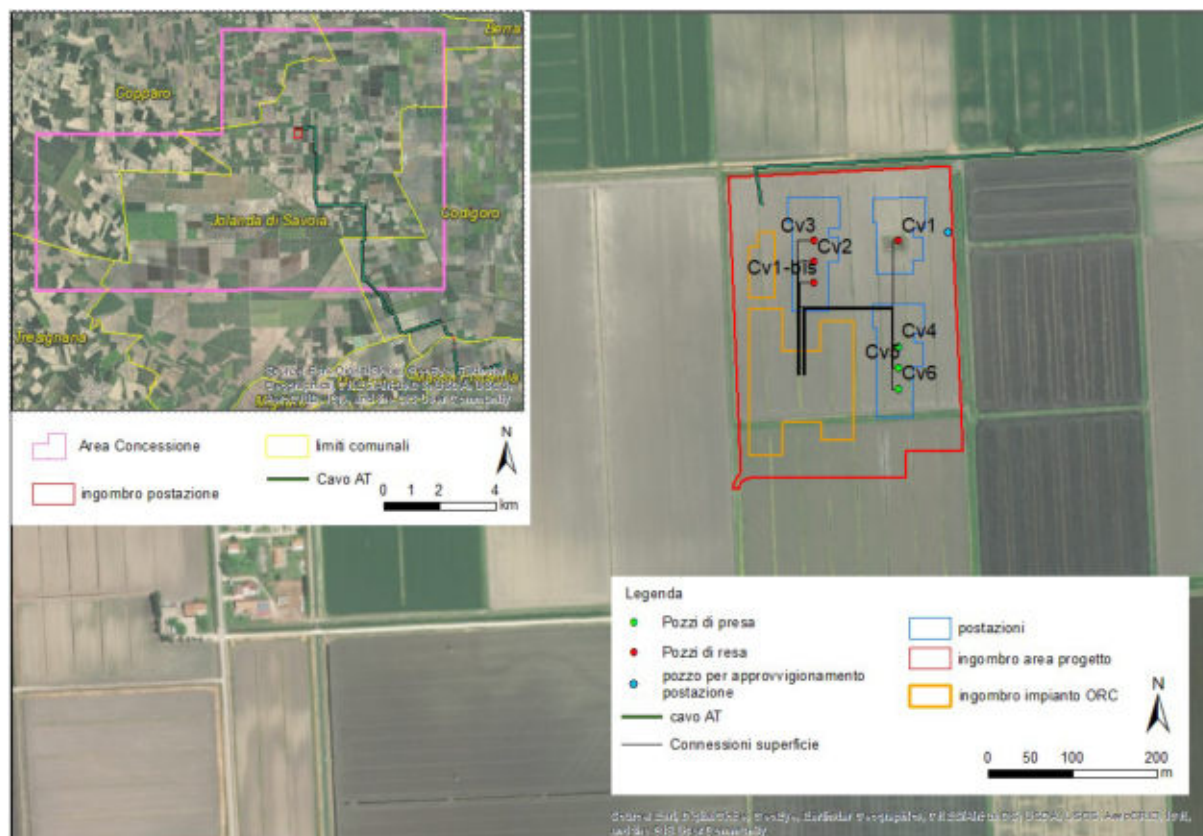 Berra
Copparo
Jolanda di Savoia
Codigoro
Area Concessione
limiti comunali
N
ingombro postazione
Cavo AT
0 1 2 4
km
Cv3
Cv2
Cv1
Cv1-bis
Cv4
Cv5
Cv6
Legenda
Pozzi di presa
postazioni
Pozzi di resa
ingombro area progetto
pozzo per approvvigionamento
postazione
ingombro impianto ORC
N
cavo AT
Connessioni superficie
0 50 100 200
m